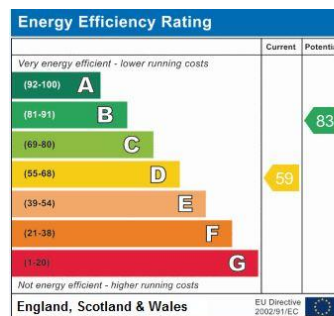 Energy Efficiency Rating
Current Potenti
Very energy efficient - lower running costs
(92-100) A
(81-91) B
83
(69-80) C
(55-68) D
59
(39-54) E
(21-38) F
(1-20) G
Not energy efficient - higher running costs
England, Scotland & Wales
EU Directive
2002/91/EC